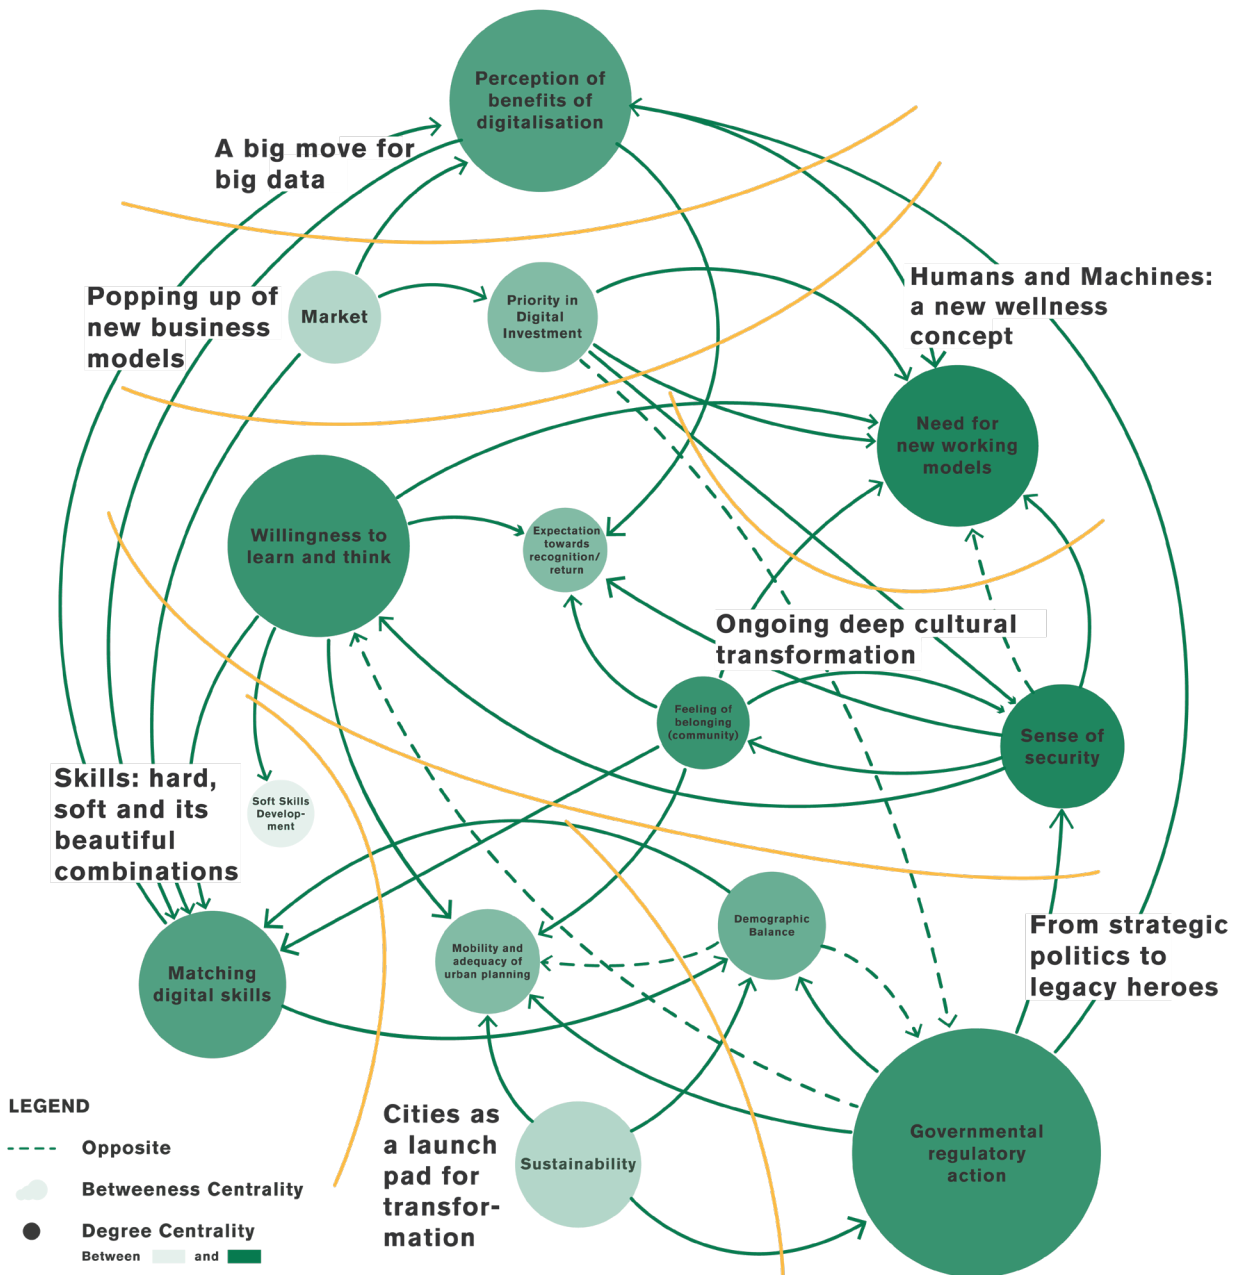 Perception of
benefits of
digitalisation
A big move for
big data
Popping up of
new business
models
Market
Priority in
Digital
Investment
Humans and Machines:
a new wellness
concept
Need for
new working
models
Willingness to
learn and think
Expectation
towards
recognition/
return
Ongoing deep cultural
transformation
Feeling of
belonging
(community)
Sense of
security
Skills: hard,
soft and its
beautiful
combinations
Soft Skills
Develop-
ment
Demographic
Balance
From strategic
politics to
legacy heroes
Matching
digital skills
Mobility and
adequacy of
urban planning
Cities as
a launch
pad for
transfor-
mation
Sustainability
Governmental
regulatory
action
LEGEND
Opposite
Betweeness Centrality
Degree Centrality
Between and